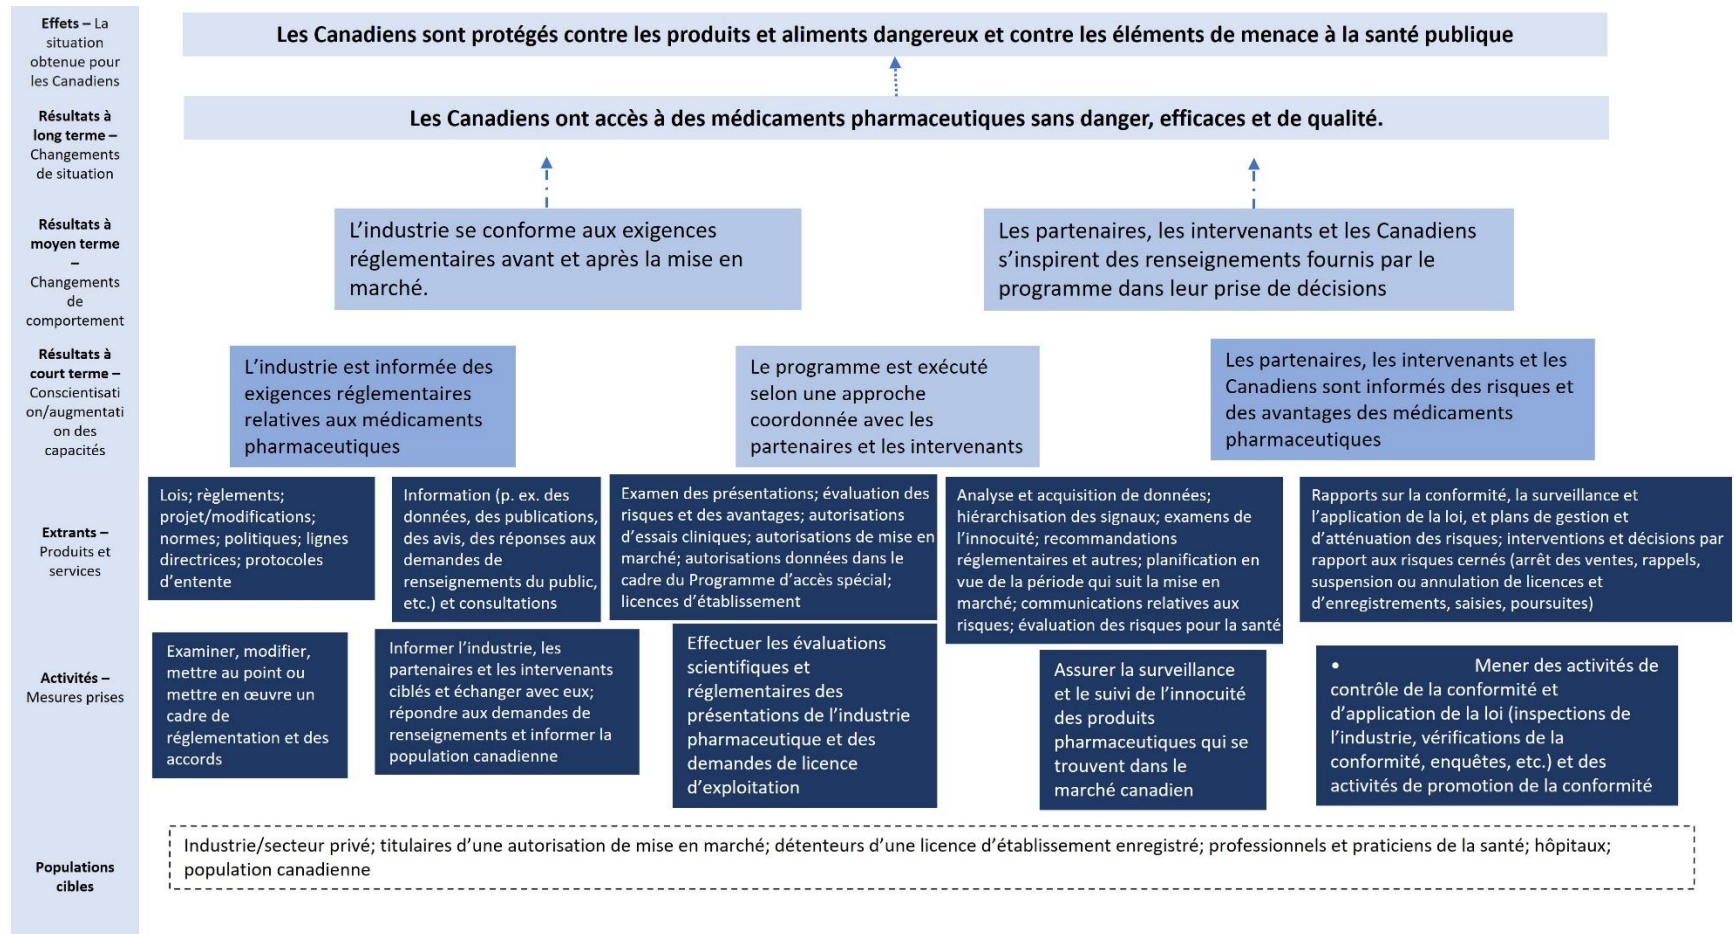 Effets – La
situation
obtenue pour
les Canadiens
Les Canadiens sont protégés contre les produits et aliments dangereux et contre les éléments de menace à la santé publique
Résultats à
long terme –
Changements
de situation
Les Canadiens ont accès à des médicaments pharmaceutiques sans danger, efficaces et de qualité.
Résultats à
moyen terme
–
Changements
de
comportement
L’industrie se conforme aux exigences
réglementaires avant et après la mise en
marché.
Les partenaires, les intervenants et les Canadiens
s’inspirent des renseignements fournis par le
programme dans leur prise de décisions
Résultats à
court terme –
Conscientisati
on/augmentati
on des
capacités
L’industrie est informée des
exigences réglementaires
relatives aux médicaments
pharmaceutiques
Le programme est exécuté
selon une approche
coordonnée avec les
partenaires et les intervenants
Les partenaires, les intervenants et les
Canadiens sont informés des risques et
des avantages des médicaments
pharmaceutiques
Extrants –
Produits et
services
Lois; règlements;
projet/modifications;
normes; politiques; lignes
directrices; protocoles
d’entente
Information (p. ex. des
données, des publications,
des avis, des réponses aux
demandes de
renseignements du public,
etc.) et consultations
Examen des présentations; évaluation des
risques et des avantages; autorisations
d’essais cliniques; autorisations de mise en
marché; autorisations données dans le
cadre du Programme d’accès spécial;
licences d’établissement
Analyse et acquisition de données;
hiérarchisation des signaux; examens de
l’innocuité; recommandations
réglementaires et autres; planification en
vue de la période qui suit la mise en
marché; communications relatives aux
risques; évaluation des risques pour la santé
Rapports sur la conformité, la surveillance et
l’application de la loi, et plans de gestion et
d’atténuation des risques; interventions et décisions par
rapport aux risques cernés (arrêt des ventes, rappels,
suspension ou annulation de licences et
d’enregistrements, saisies, poursuites)
Activités –
Mesures prises
Examiner, modifier,
mettre au point ou
mettre en œuvre un
cadre de
réglementation et des
accords
Informer l’industrie, les
partenaires et les intervenants
ciblés et échanger avec eux;
répondre aux demandes de
renseignements et informer la
population canadienne
Effectuer les évaluations
scientifiques et
réglementaires des
présentations de l’industrie
pharmaceutique et des
demandes de licence
d’exploitation
Assurer la surveillance
et le suivi de l’innocuité
des produits
pharmaceutiques qui se
trouvent dans le
marché canadien
• Mener des activités de
contrôle de la conformité et
d’application de la loi (inspections de
l’industrie, vérifications de la
conformité, enquêtes, etc.) et des
activités de promotion de la conformité
Populations
cibles
Industrie/secteur privé; titulaires d’une autorisation de mise en marché; détenteurs d’une licence d’établissement enregistré; professionnels et praticiens de la santé; hôpitaux;
population canadienne